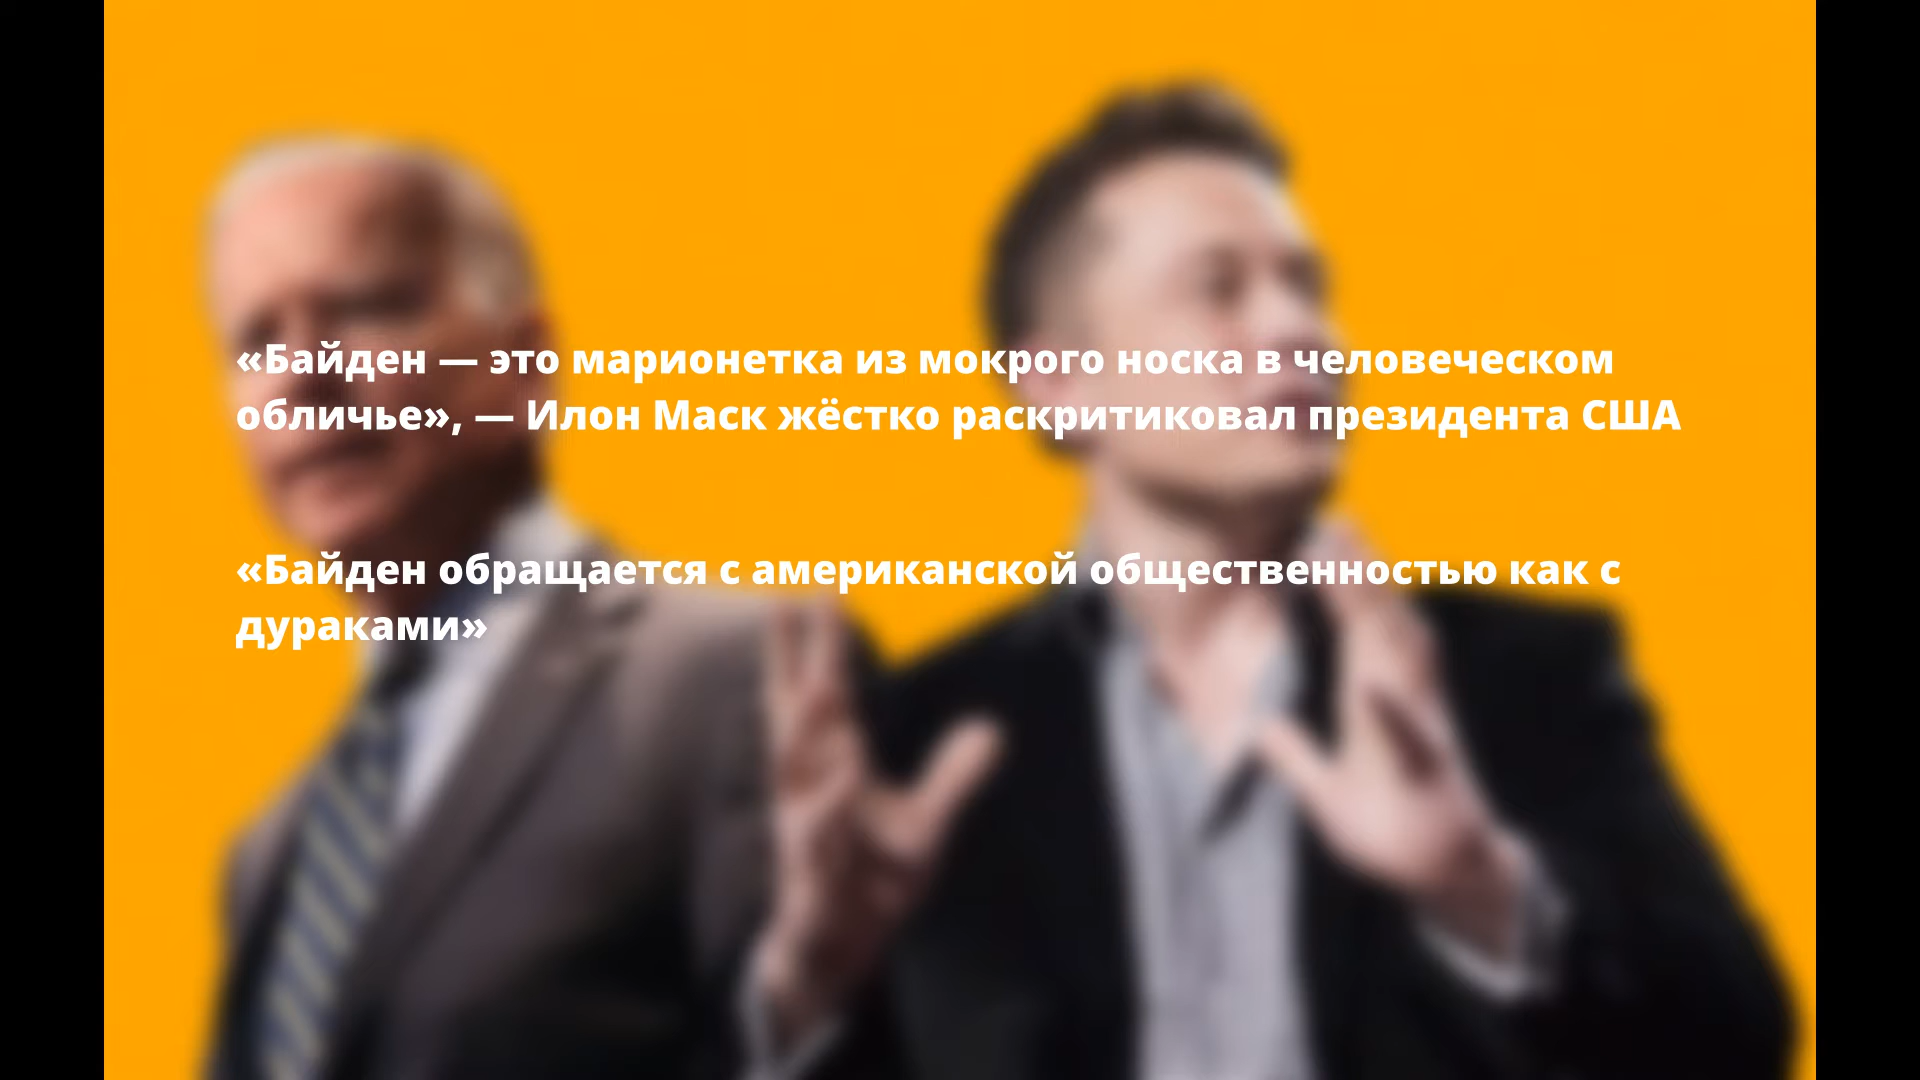 «Байден — это марионетка из мокрого носка в человеческом
обличье», — Илон Маск жёстко раскритиковал президента США
«Байден обращается с американской общественностью как с
дураками»